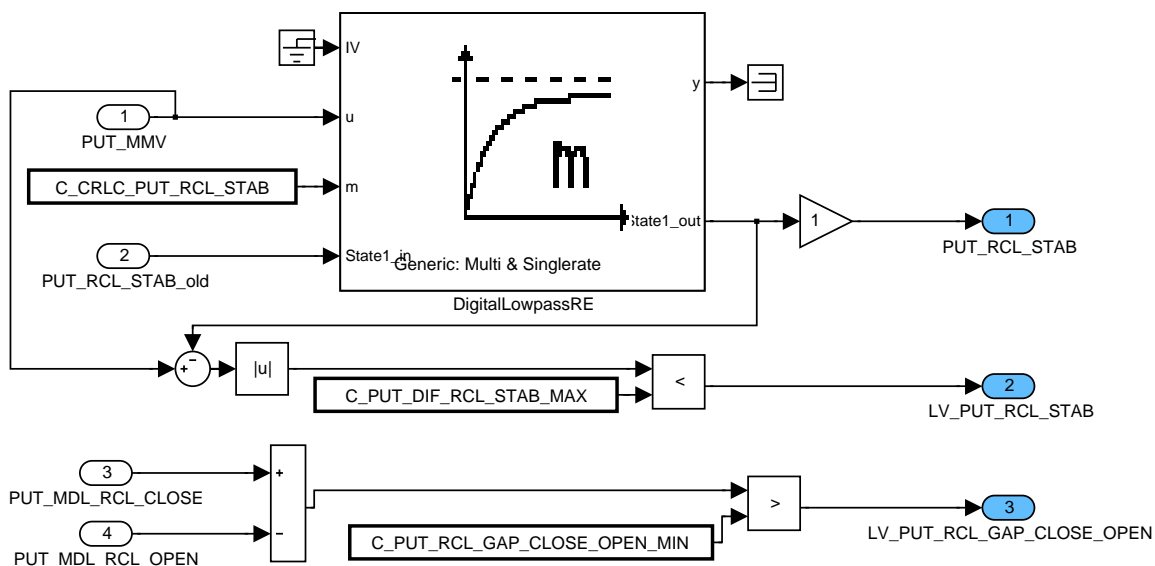 IV
y
1
PUT_MMV
u
C_CRLC_PUT_RCL_STAB
m
m
State1_out
1
1
PUT_RCL_STAB
2
PUT_RCL_STAB_old
State1_in
Generic: Multi & Singlerate
DigitalLowpassRE
−
+
|u|
C_PUT_DIF_RCL_STAB_MAX
<
2
LV_PUT_RCL_STAB
3
PUT_MDL_RCL_CLOSE
+
4
PUT_MDL_RCL_OPEN
−
C_PUT_RCL_GAP_CLOSE_OPEN_MIN
>
3
LV_PUT_RCL_GAP_CLOSE_OPEN